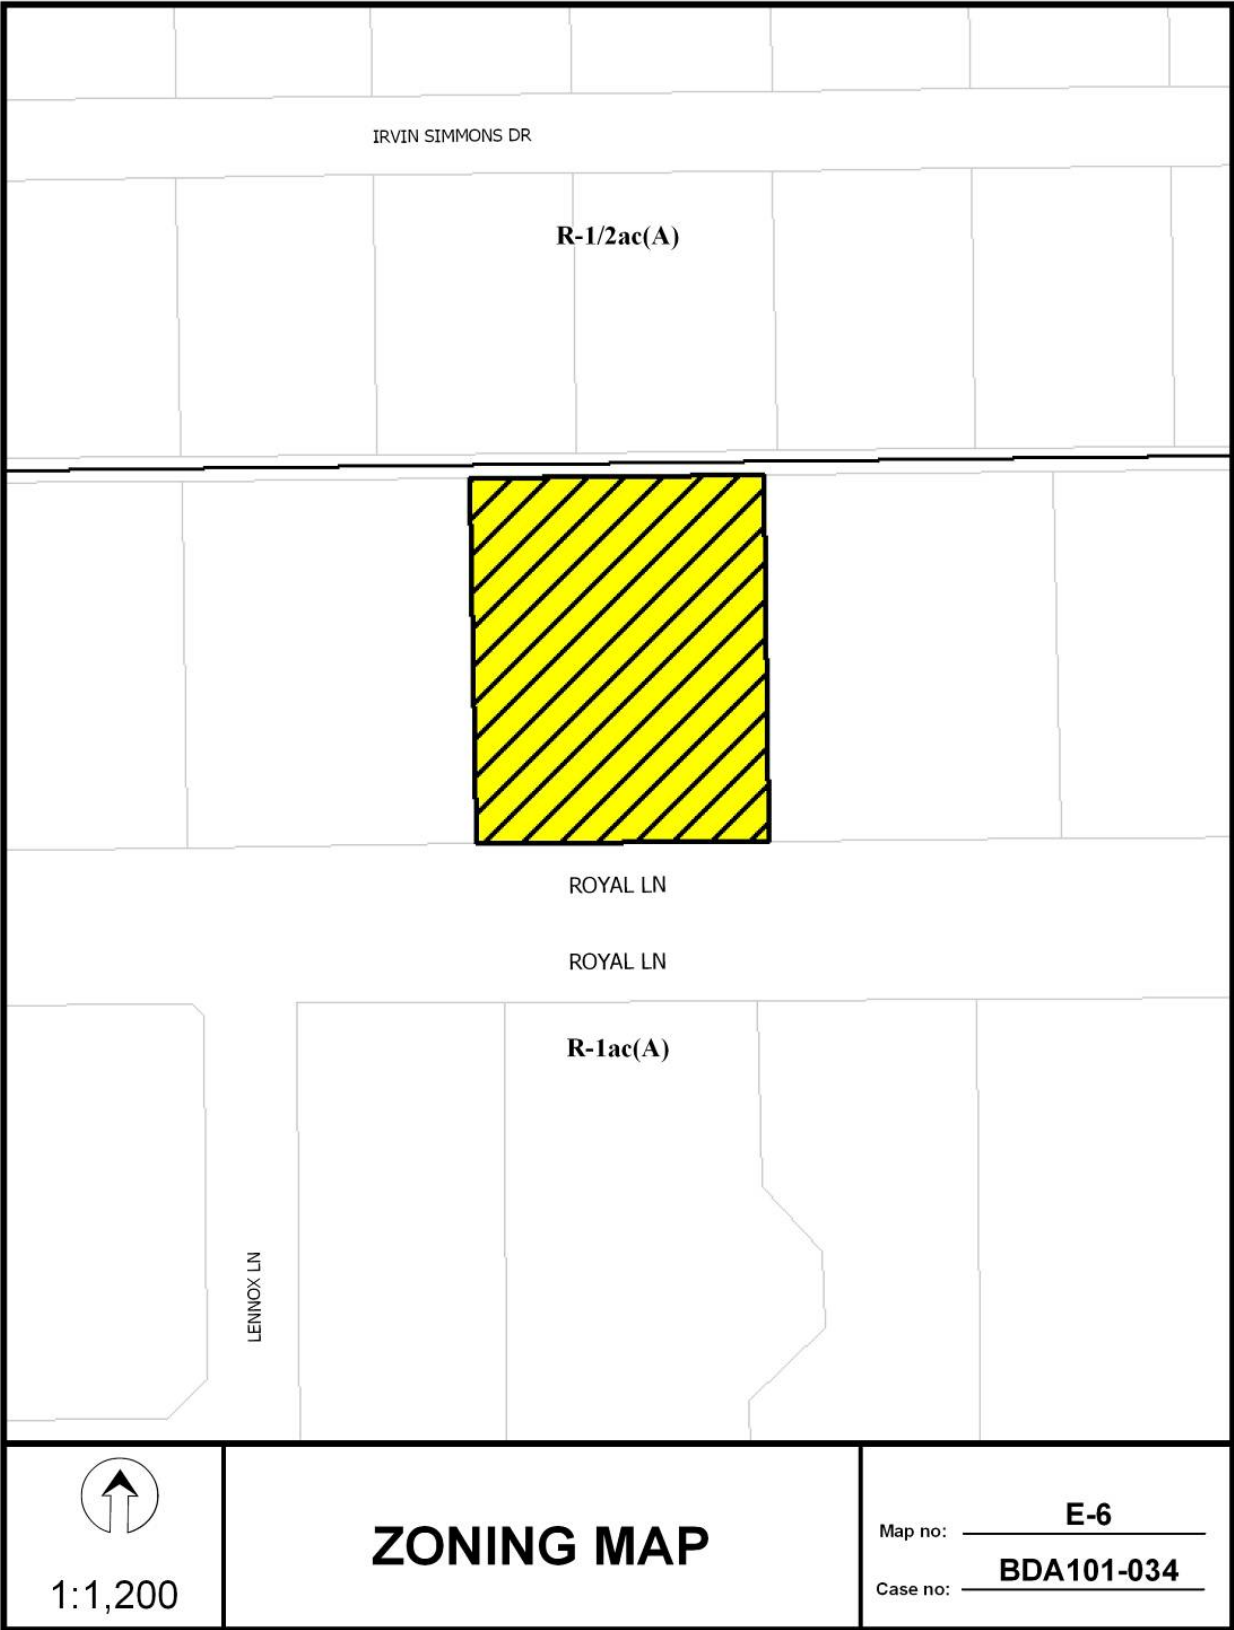 IRVIN SIMMONS DR
R-1/2ac(A)
ROYAL LN
ROYAL LN
R-1ac(A)
LENNOX LN
1:1,200
ZONING MAP
Map no: E-6
Case no: BDA101-034